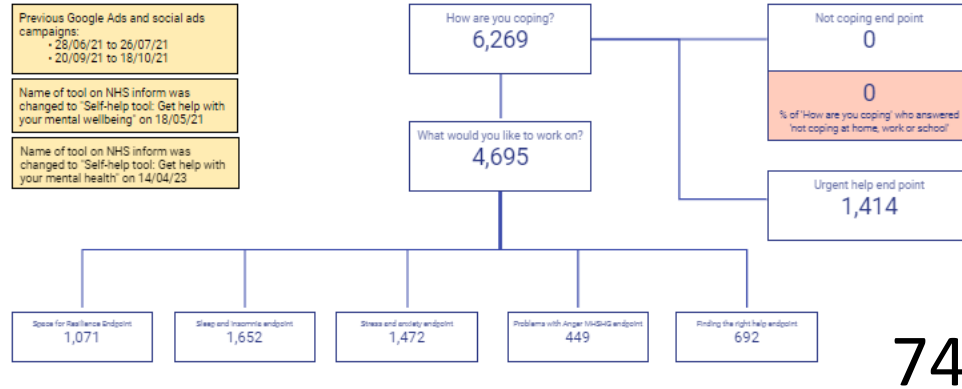 Previous Google Ads and social ads
campaigns:
• 28/06/21 to 26/07/21
• 20/09/21 to 18/10/21
Name of tool on NHS inform was
changed to "Self-help tool: Get help with
your mental wellbeing" on 18/05/21
Name of tool on NHS inform was
changed to "Self-help tool: Get help with
your mental health" on 14/04/23
How are you coping?
6,269
Not coping end point
0
0
% of 'How are you coping' who answered
'not coping at home, work or school'
What would you like to work on?
4,695
Urgent help end point
1,414
Space for Resilience Endpoint
1,071
Sleep and insomnia endpoint
1,652
Stress and anxiety endpoint
1,472
Problems with Anger MHSHG endpoint
449
Finding the right help endpoint
692
74